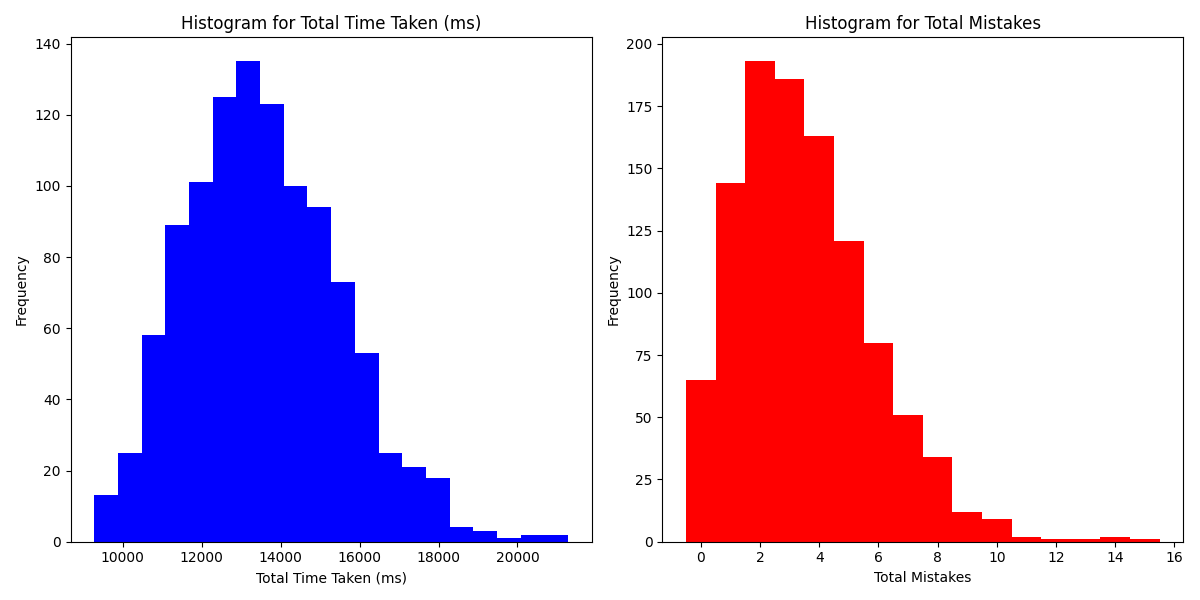 Histogram for Total Time Taken (ms)
140
120
100
80
60
40
20
0
Frequency
10000 12000 14000 16000 18000 20000
Total Time Taken (ms)
Histogram for Total Mistakes
200
175
150
125
100
75
50
25
0
Frequency
0 2 4 6 8 10 12 14 16
Total Mistakes